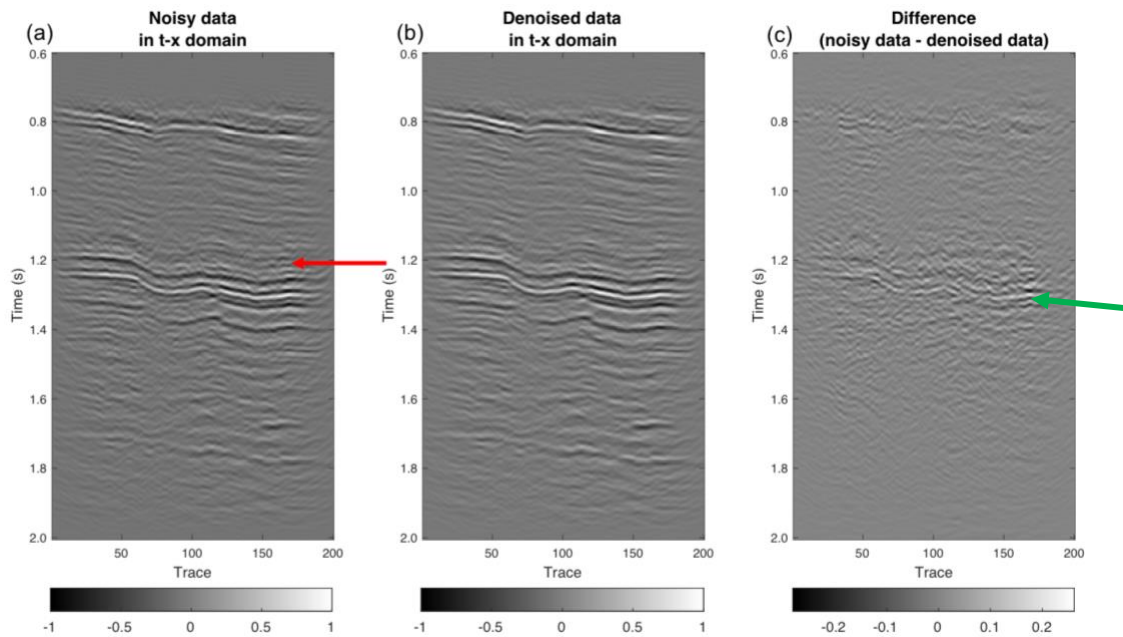 (a)
Noisy data
in t-x domain
0.6
0.8
1.0
1.2
1.4
1.6
1.8
2.0
Time (s)
50 100 150 200
Trace
-1 -0.5 0 0.5 1
(b)
Denoised data
in t-x domain
0.6
0.8
1.0
1.2
1.4
1.6
1.8
2.0
Time (s)
50 100 150 200
Trace
-1 -0.5 0 0.5 1
(c)
Difference
(noisy data - denoised data)
0.6
0.8
1.0
1.2
1.4
1.6
1.8
2.0
Time (s)
50 100 150 200
Trace
-0.2 -0.1 0 0.1 0.2